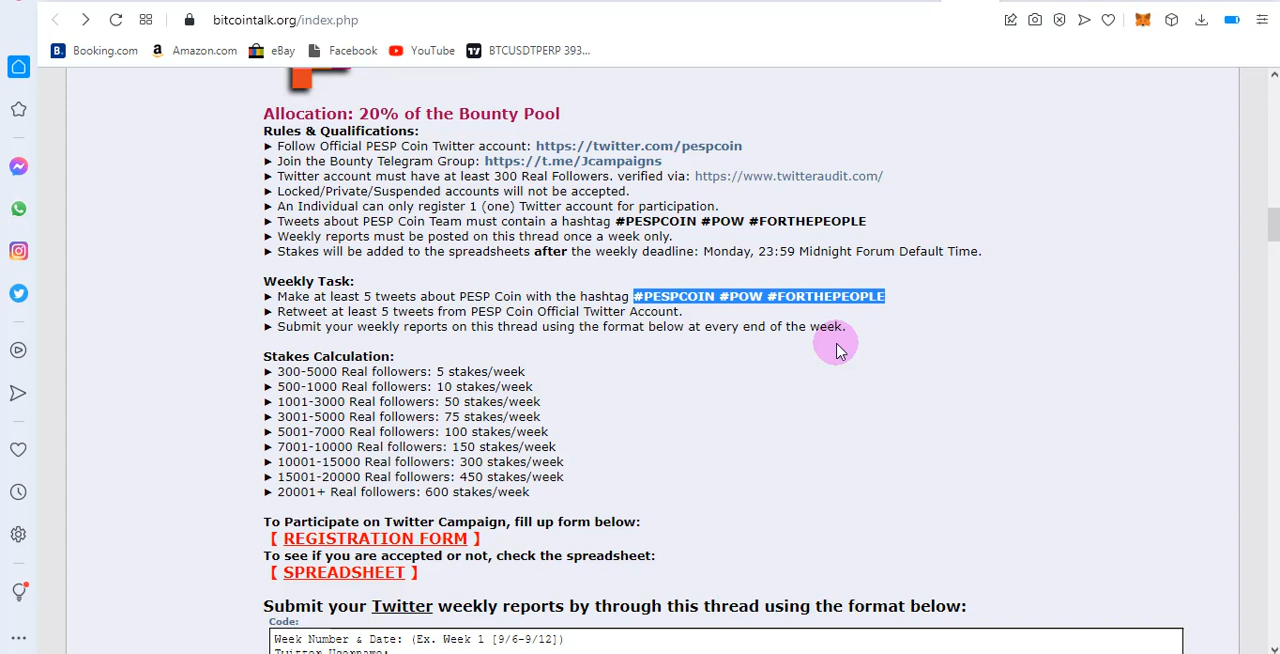 bitcointalk.org/index.php
Booking.com
Amazon.com
eBay
Facebook
YouTube
BTCUSDTPERP 393...
Allocation: 20% of the Bounty Pool
Rules & Qualifications:
► Follow Official PESP Coin Twitter account: https://twitter.com/pespcoin
► Join the Bounty Telegram Group: https://t.me/Jcampaigns
► Twitter account must have at least 300 Real Followers. verified via: https://www.twitteraudit.com/
► Locked/Private/Suspended accounts will not be accepted.
► An Individual can only register 1 (one) Twitter account for participation.
► Tweets about PESP Coin Team must contain a hashtag #PESPCOIN #POW #FORTHEPEOPLE
► Weekly reports must be posted on this thread once a week only.
► Stakes will be added to the spreadsheets after the weekly deadline: Monday, 23:59 Midnight Forum Default Time.
Weekly Task:
► Make at least 5 tweets about PESP Coin with the hashtag #PESPCOIN #POW #FORTHEPEOPLE
► Retweet at least 5 tweets from PESP Coin Official Twitter Account.
► Submit your weekly reports on this thread using the format below at every end of the week.
Stakes Calculation:
► 300-5000 Real followers: 5 stakes/week
► 500-1000 Real followers: 10 stakes/week
► 1001-3000 Real followers: 50 stakes/week
► 3001-5000 Real followers: 75 stakes/week
► 5001-7000 Real followers: 100 stakes/week
► 7001-10000 Real followers: 150 stakes/week
► 10001-15000 Real followers: 300 stakes/week
► 15001-20000 Real followers: 450 stakes/week
► 20001+ Real followers: 600 stakes/week
To Participate on Twitter Campaign, fill up form below:
【 REGISTRATION FORM 】
To see if you are accepted or not, check the spreadsheet:
【 SPREADSHEET 】
Submit your Twitter weekly reports by through this thread using the format below:
Code:
Week Number & Date: (Ex. Week 1 [9/6-9/12])
Twitter Username: